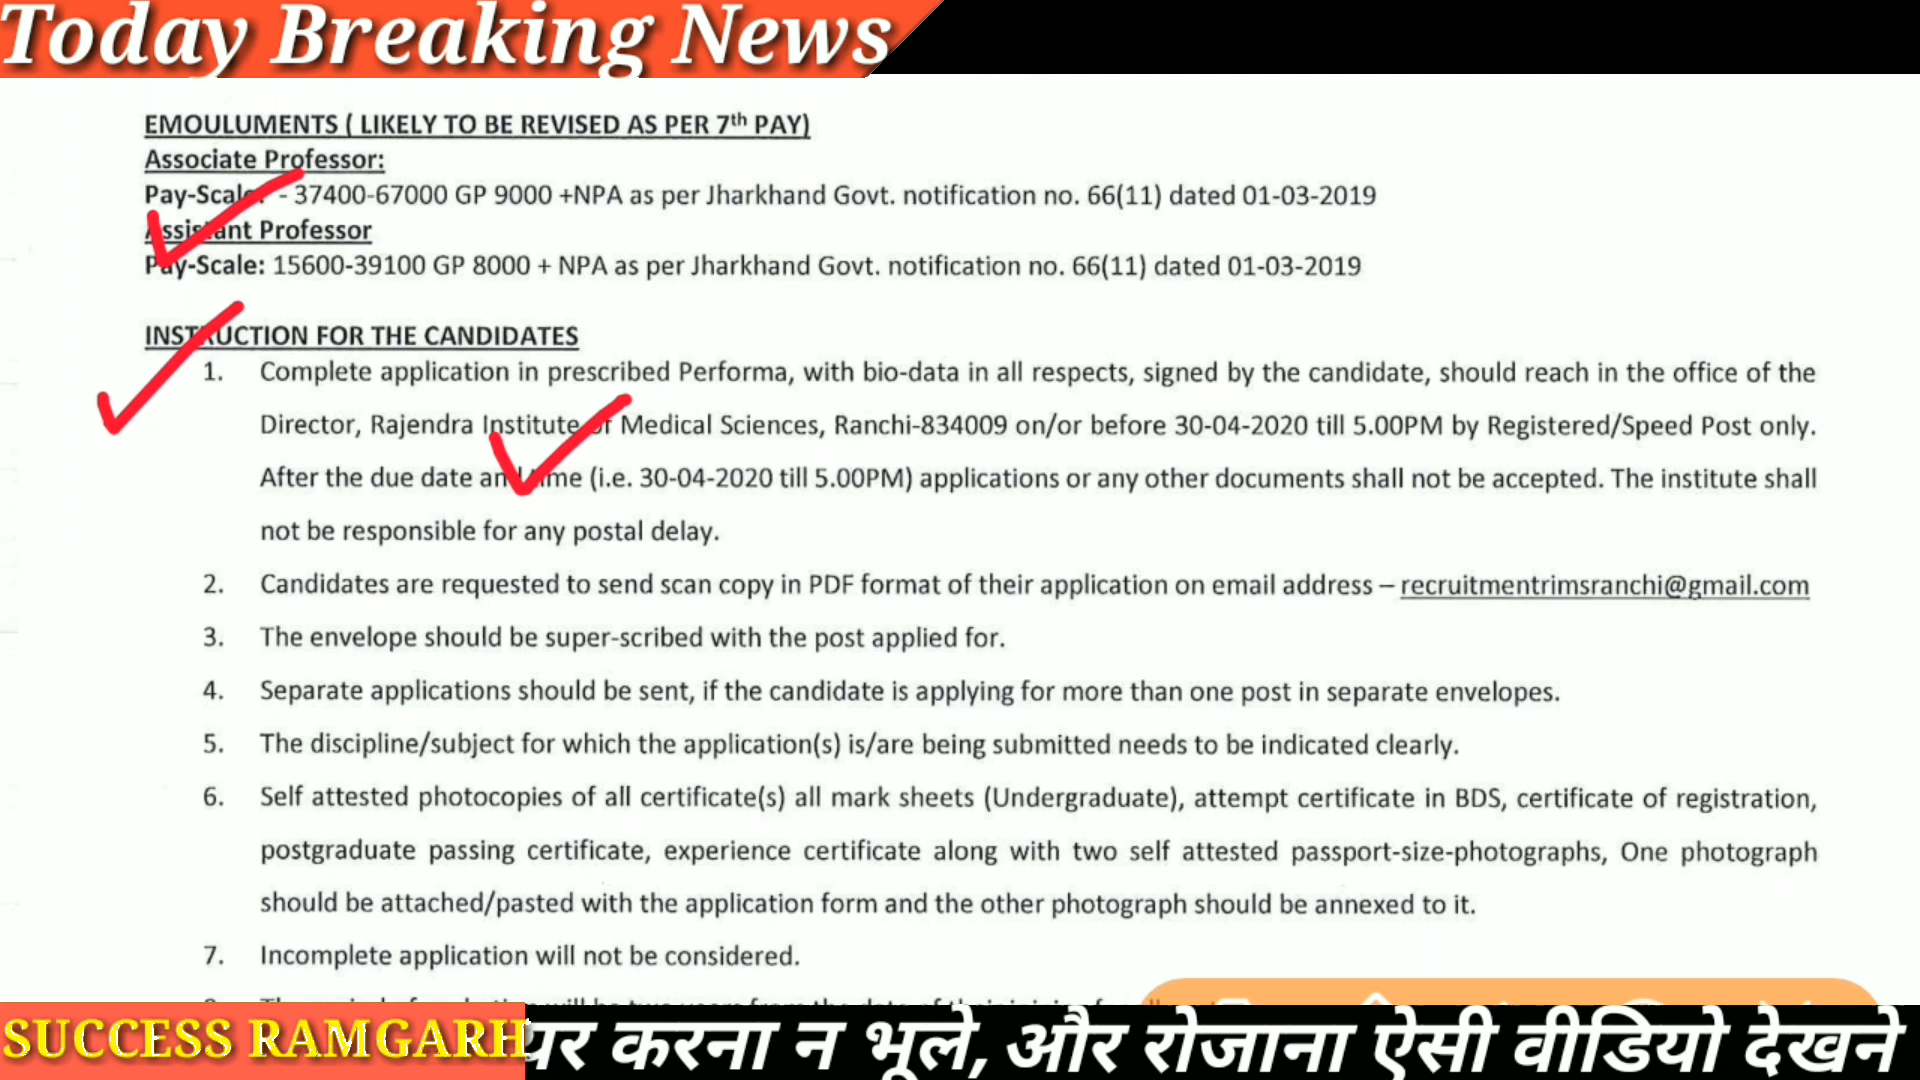 Today Breaking News
EMOULUMENTS ( LIKELY TO BE REVISED AS PER 7th PAY)
Associate Professor:
Pay-Scale: - 37400-67000 GP 9000 +NPA as per Jharkhand Govt. notification no. 66(11) dated 01-03-2019
Assistant Professor
Pay-Scale: 15600-39100 GP 8000 + NPA as per Jharkhand Govt. notification no. 66(11) dated 01-03-2019
INSTRUCTION FOR THE CANDIDATES
1. Complete application in prescribed Performa, with bio-data in all respects, signed by the candidate, should reach in the office of the
Director, Rajendra Institute of Medical Sciences, Ranchi-834009 on/or before 30-04-2020 till 5.00PM by Registered/Speed Post only.
After the due date and time (i.e. 30-04-2020 till 5.00PM) applications or any other documents shall not be accepted. The institute shall
not be responsible for any postal delay.
2. Candidates are requested to send scan copy in PDF format of their application on email address – recruitmentrimsranchi@gmail.com
3. The envelope should be super-scribed with the post applied for.
4. Separate applications should be sent, if the candidate is applying for more than one post in separate envelopes.
5. The discipline/subject for which the application(s) is/are being submitted needs to be indicated clearly.
6. Self attested photocopies of all certificate(s) all mark sheets (Undergraduate), attempt certificate in BDS, certificate of registration,
postgraduate passing certificate, experience certificate along with two self attested passport-size-photographs, One photograph
should be attached/pasted with the application form and the other photograph should be annexed to it.
7. Incomplete application will not be considered.
SUCCESS RAMGARH
यर करना न भूले, और रोजाना ऐसी वीडियो देखने